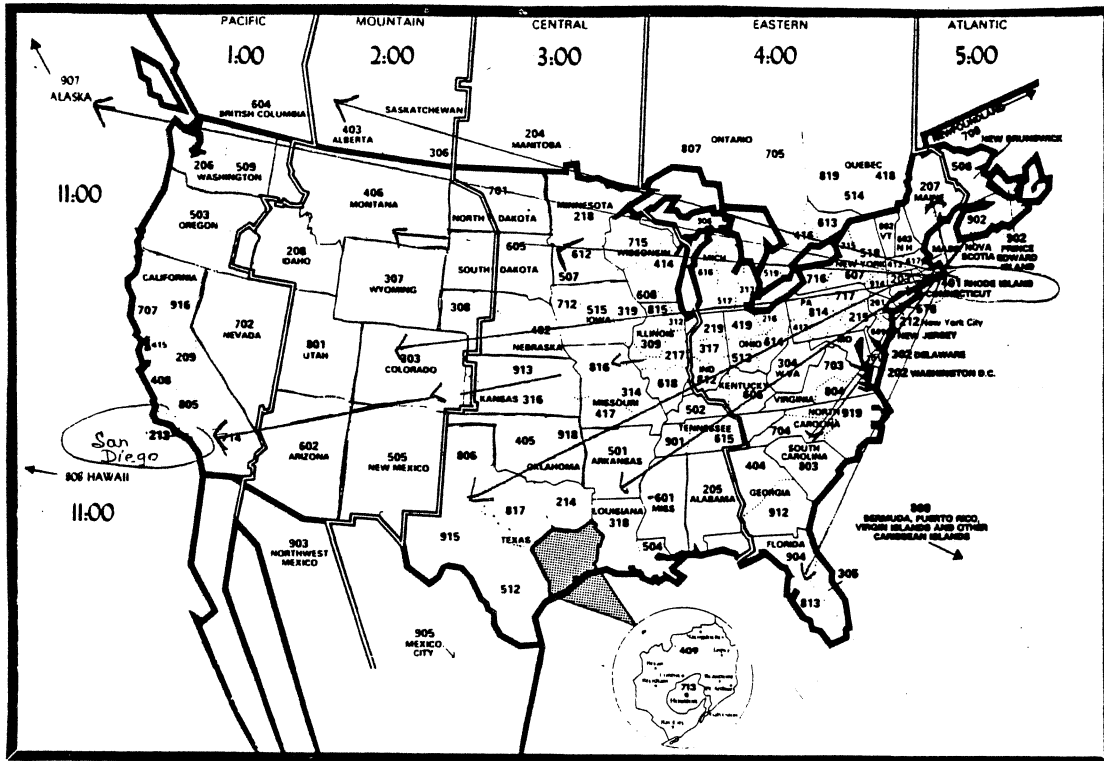 PACIFIC
MOUNTAIN
CENTRAL
EASTERN
ATLANTIC
1:00
2:00
3:00
4:00
5:00
907
ALASKA
604
BRITISH COLUMBIA
403
ALBERTA
SASKATCHEWAN
306
204
MANITOBA
ONTARIO
807
705
QUEBEC
819
418
514
613
NEWFOUNDLAND
709
NEW BRUNSWICK
506
207
MAINE
902
NOVA
SCOTIA
902
PRINCE
EDWARD
ISLAND
11:00
206
509
WASHINGTON
503
OREGON
208
IDAHO
406
MONTANA
701
NORTH DAKOTA
605
SOUTH DAKOTA
MINNESOTA
218
612
507
715
WISCONSIN
414
608
MICH
616
517
519
416
802
VT
603
N H
MASS
NEW YORK
518
607
716
401 RHODE ISLAND
CONNECTICUT
203
516
212 New York City
NEW JERSEY
302 DELAWARE
202 WASHINGTON D.C.
CALIFORNIA
707
916
415
209
408
805
213
714
San
Diego
702
NEVADA
801
UTAH
307
WYOMING
308
402
NEBRASKA
303
COLORADO
712
515
IOWA
319
815
312
ILLINOIS
309
217
618
219
317
IND
812
419
216
OHIO
614
513
PA
814
717
215
412
304
W-VA
703
VIRGINIA
804
913
KANSAS 316
816
314
MISSOURI
417
KENTUCKY
502
606
TENNESSEE
901
615
NORTH
CAROLINA
919
704
SOUTH
CAROLINA
803
602
ARIZONA
505
NEW MEXICO
806
405
918
OKLAHOMA
501
ARKANSAS
601
MISS
205
ALABAMA
404
GEORGIA
912
808 HAWAII
11:00
817
214
TEXAS
915
512
LOUISIANA
318
504
FLORIDA
904
305
813
809
BERMUDA, PUERTO RICO,
VIRGIN ISLANDS AND OTHER
CARIBBEAN ISLANDS
903
NORTHWEST
MEXICO
905
MEXICO
CITY
409
713
Houston